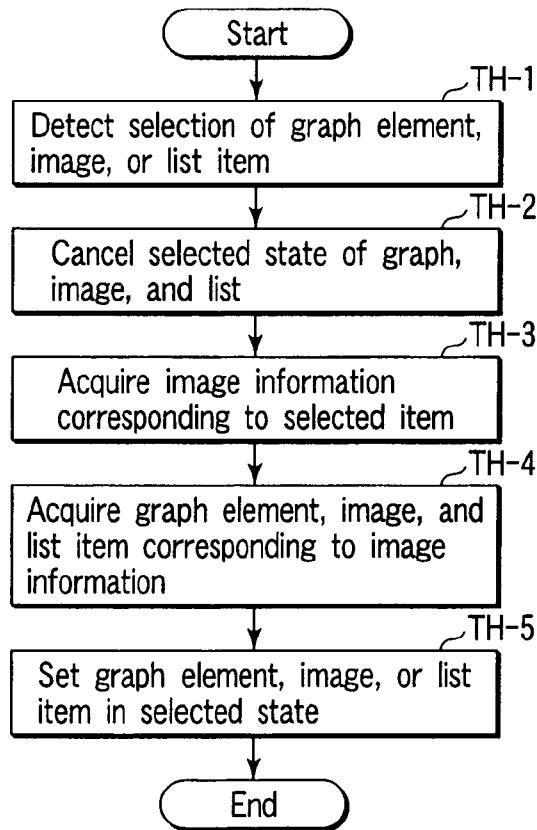 Start
TH-1
Detect selection of graph element,
image, or list item
TH-2
Cancel selected state of graph,
image, and list
TH-3
Acquire image information
corresponding to selected item
TH-4
Acquire graph element, image, and
list item corresponding to image
information
TH-5
Set graph element, image, or list
item in selected state
End